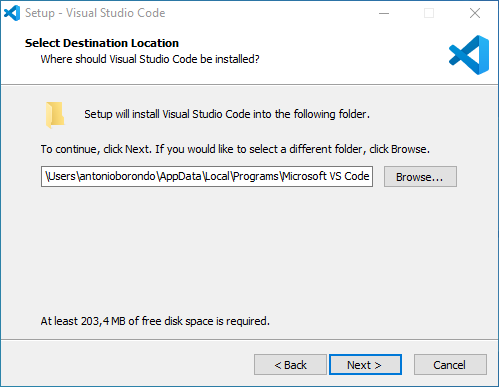 Setup - Visual Studio Code
Select Destination Location
Where should Visual Studio Code be installed?
Setup will install Visual Studio Code into the following folder.
To continue, click Next. If you would like to select a different folder, click Browse.
\Users\antonioborondo\AppData\Local\Programs\Microsoft VS Code
Browse...
At least 203,4 MB of free disk space is required.
< Back
Next >
Cancel